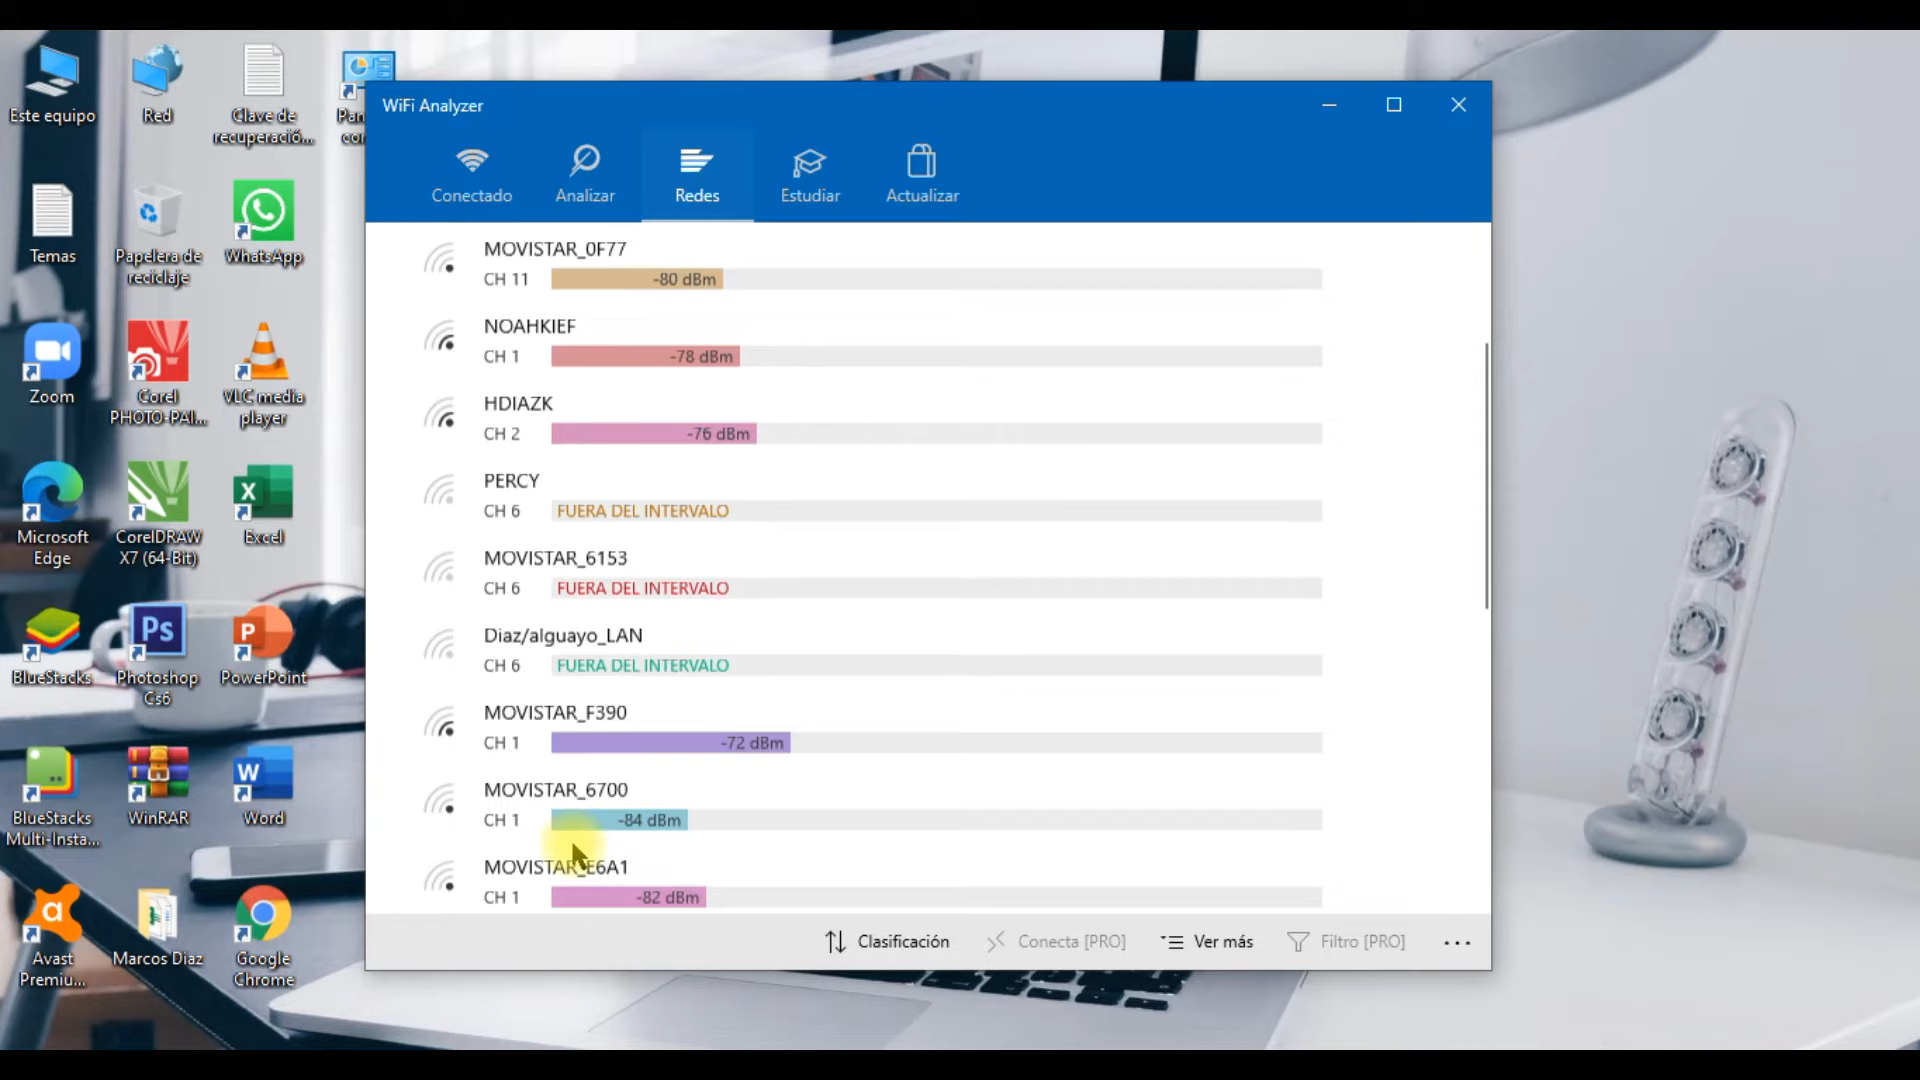 Este equipo
Red
Clave de
recuperació...
Pan
con
Temas
Papelera de
reciclaje
WhatsApp
Zoom
Corel
PHOTO-PAI...
VLC media
player
Microsoft
Edge
CorelDRAW
X7 (64-Bit)
Excel
BlueStacks
Photoshop
Cs6
PowerPoint
BlueStacks
Multi-Insta...
WinRAR
Word
Avast
Premiu...
Marcos Diaz
Google
Chrome
WiFi Analyzer
Conectado
Analizar
Redes
Estudiar
Actualizar
MOVISTAR_0F77
CH 11 -80 dBm
NOAHKIEF
CH 1 -78 dBm
HDIAZK
CH 2 -76 dBm
PERCY
CH 6 FUERA DEL INTERVALO
MOVISTAR_6153
CH 6 FUERA DEL INTERVALO
Diaz/alguayo_LAN
CH 6 FUERA DEL INTERVALO
MOVISTAR_F390
CH 1 -72 dBm
MOVISTAR_6700
CH 1 -84 dBm
MOVISTAR_E6A1
CH 1 -82 dBm
Clasificación
Conecta [PRO]
Ver más
Filtro [PRO]